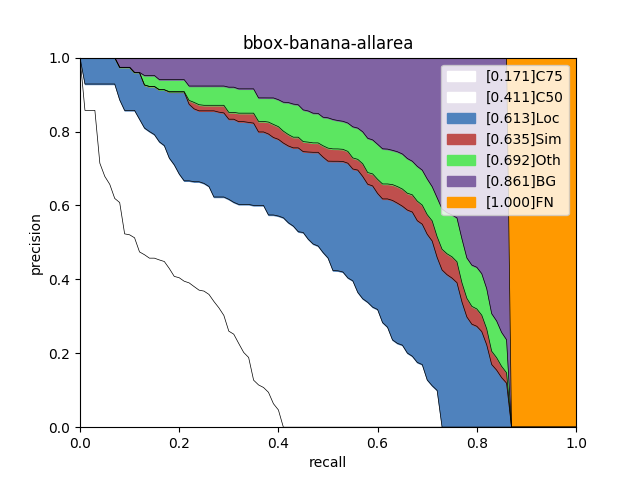 bbox-banana-allarea
1.0
0.8
0.6
0.4
0.2
0.0
precision
[0.171]C75
[0.411]C50
[0.613]Loc
[0.635]Sim
[0.692]Oth
[0.861]BG
[1.000]FN
0.0 0.2 0.4 0.6 0.8 1.0
recall